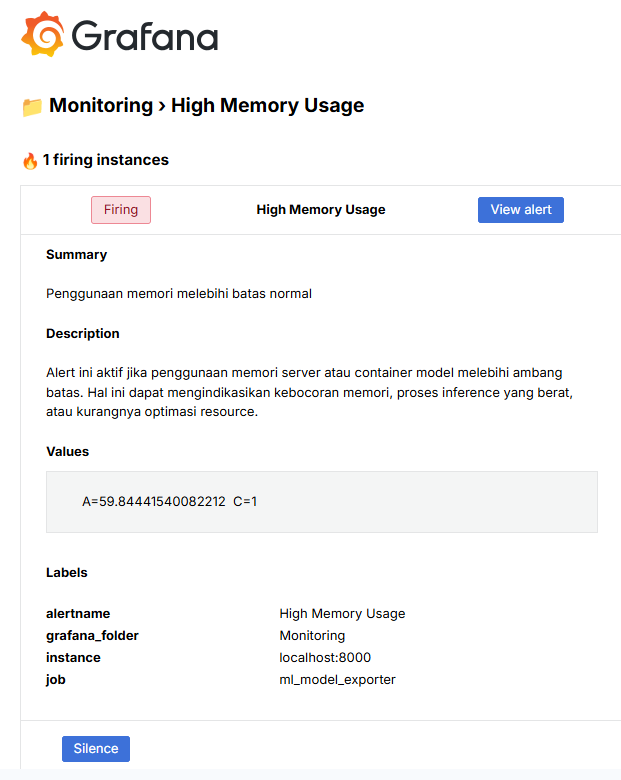 Grafana
Monitoring › High Memory Usage
1 firing instances
Firing
High Memory Usage
View alert
Summary
Penggunaan memori melebihi batas normal
Description
Alert ini aktif jika penggunaan memori server atau container model melebihi ambang
batas. Hal ini dapat mengindikasikan kebocoran memori, proses inference yang berat,
atau kurangnya optimasi resource.
Values
A=59.84441540082212 C=1
Labels
alertname High Memory Usage
grafana_folder Monitoring
instance localhost:8000
job ml_model_exporter
Silence